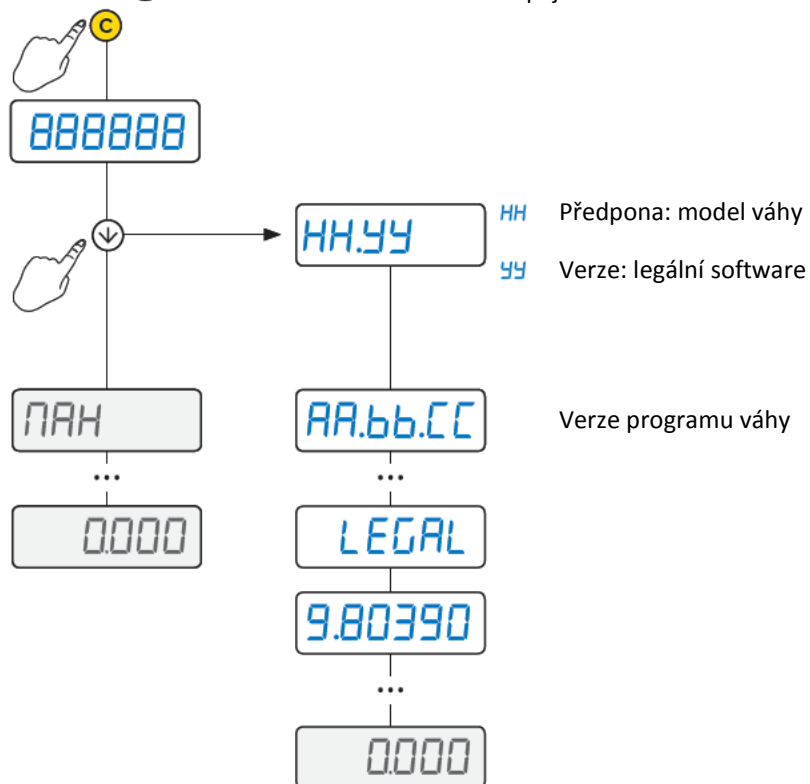 C
888888
HH.YY
HH Předpona: model váhy
YY Verze: legální software
MAH
AA.bb.CC
Verze programu váhy
...
...
0.000
LEGAL
9.80390
...
0.000